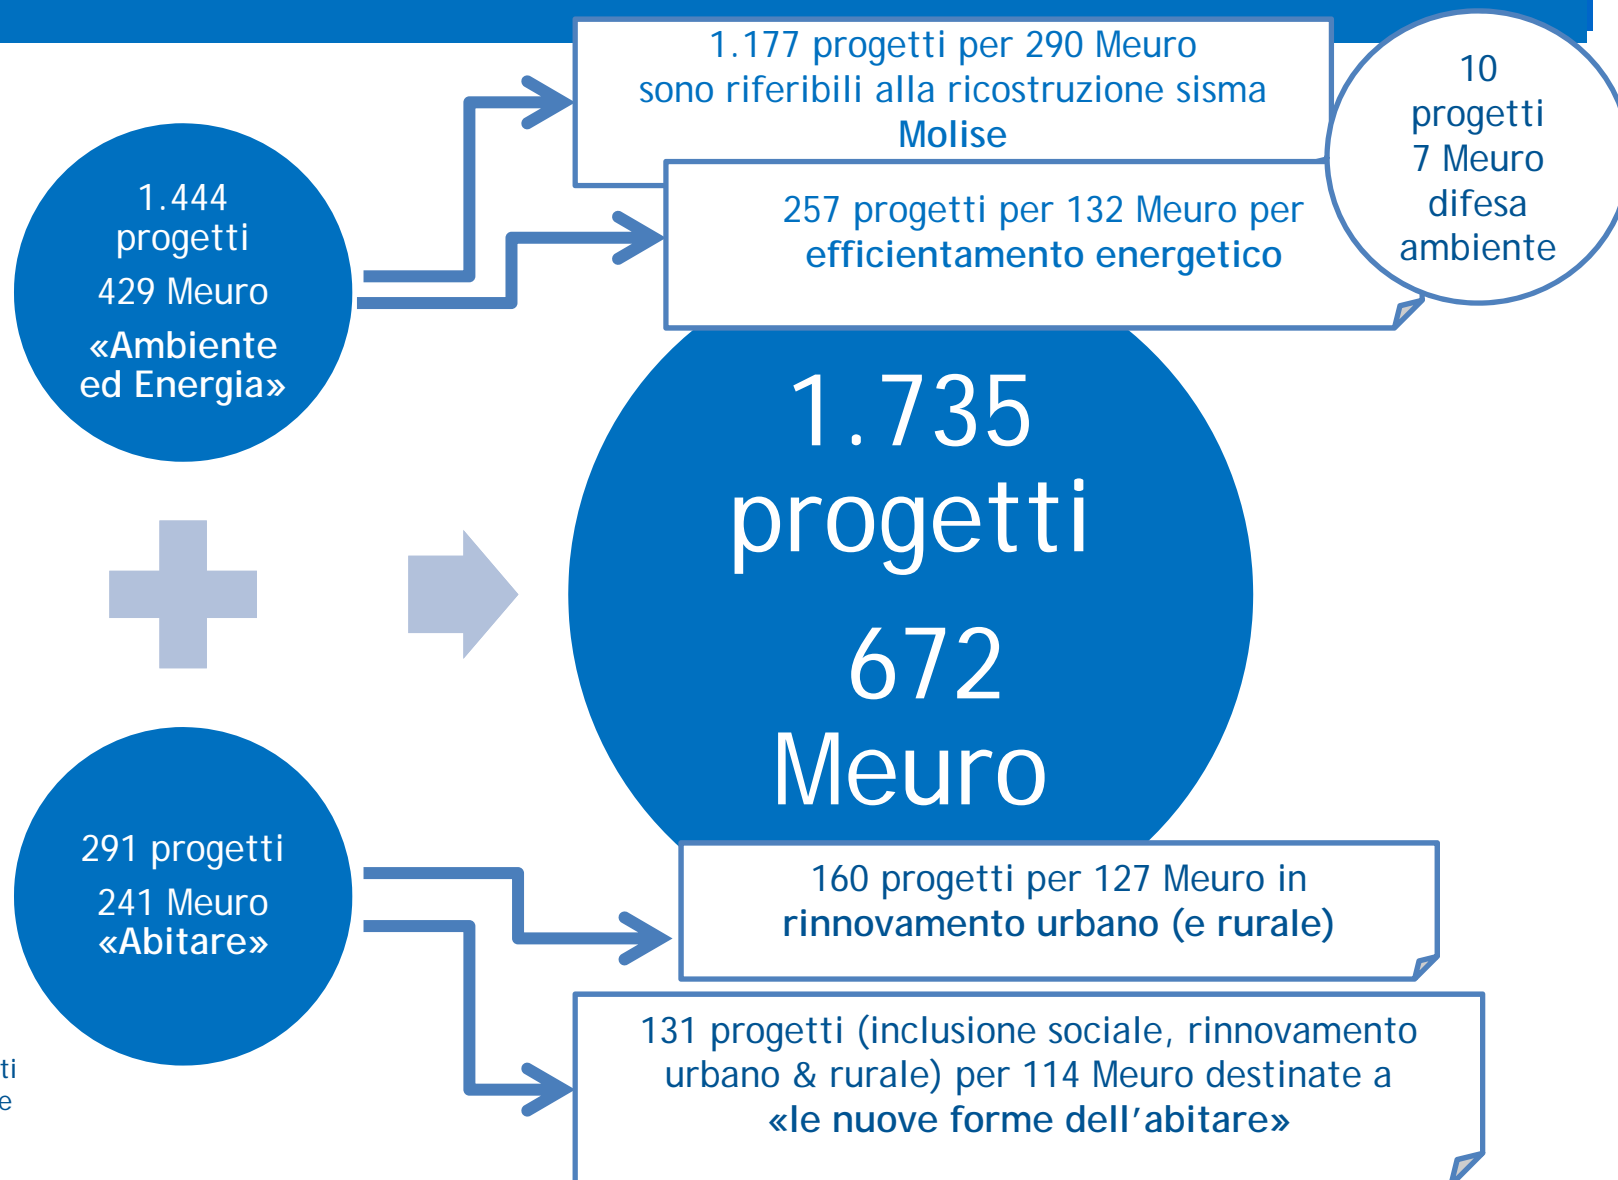 1.177 progetti per 290 Meuro
sono riferibili alla ricostruzione sisma
Molise
10
progetti
7 Meuro
difesa
ambiente
257 progetti per 132 Meuro per
efficientamento energetico
1.444
progetti
429 Meuro
«Ambiente
ed Energia»
1.735
progetti
672
Meuro
291 progetti
241 Meuro
«Abitare»
160 progetti per 127 Meuro in
rinnovamento urbano (e rurale)
131 progetti (inclusione sociale, rinnovamento
urbano & rurale) per 114 Meuro destinate a
«le nuove forme dell’abitare»
ti
e